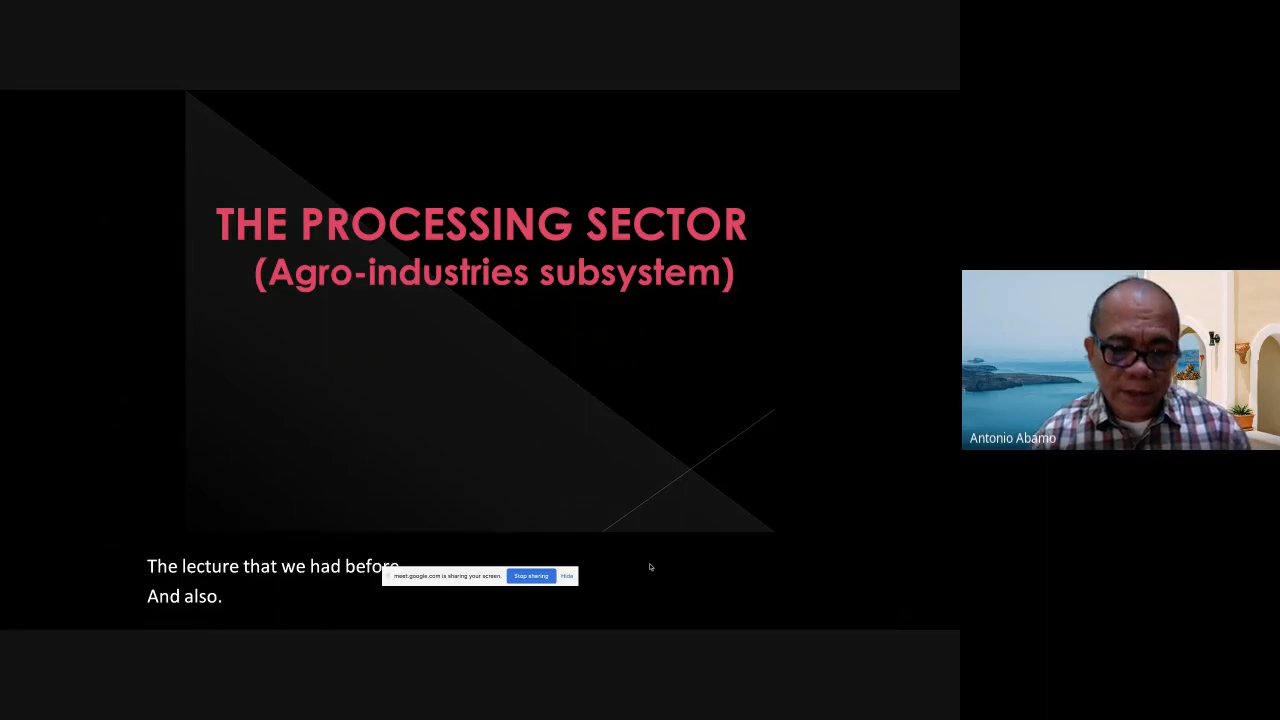 THE PROCESSING SECTOR
(Agro-industries subsystem)
Antonio Abamo
The lecture that we had before
meet.google.com is sharing your screen. Stop sharing Hide
And also.